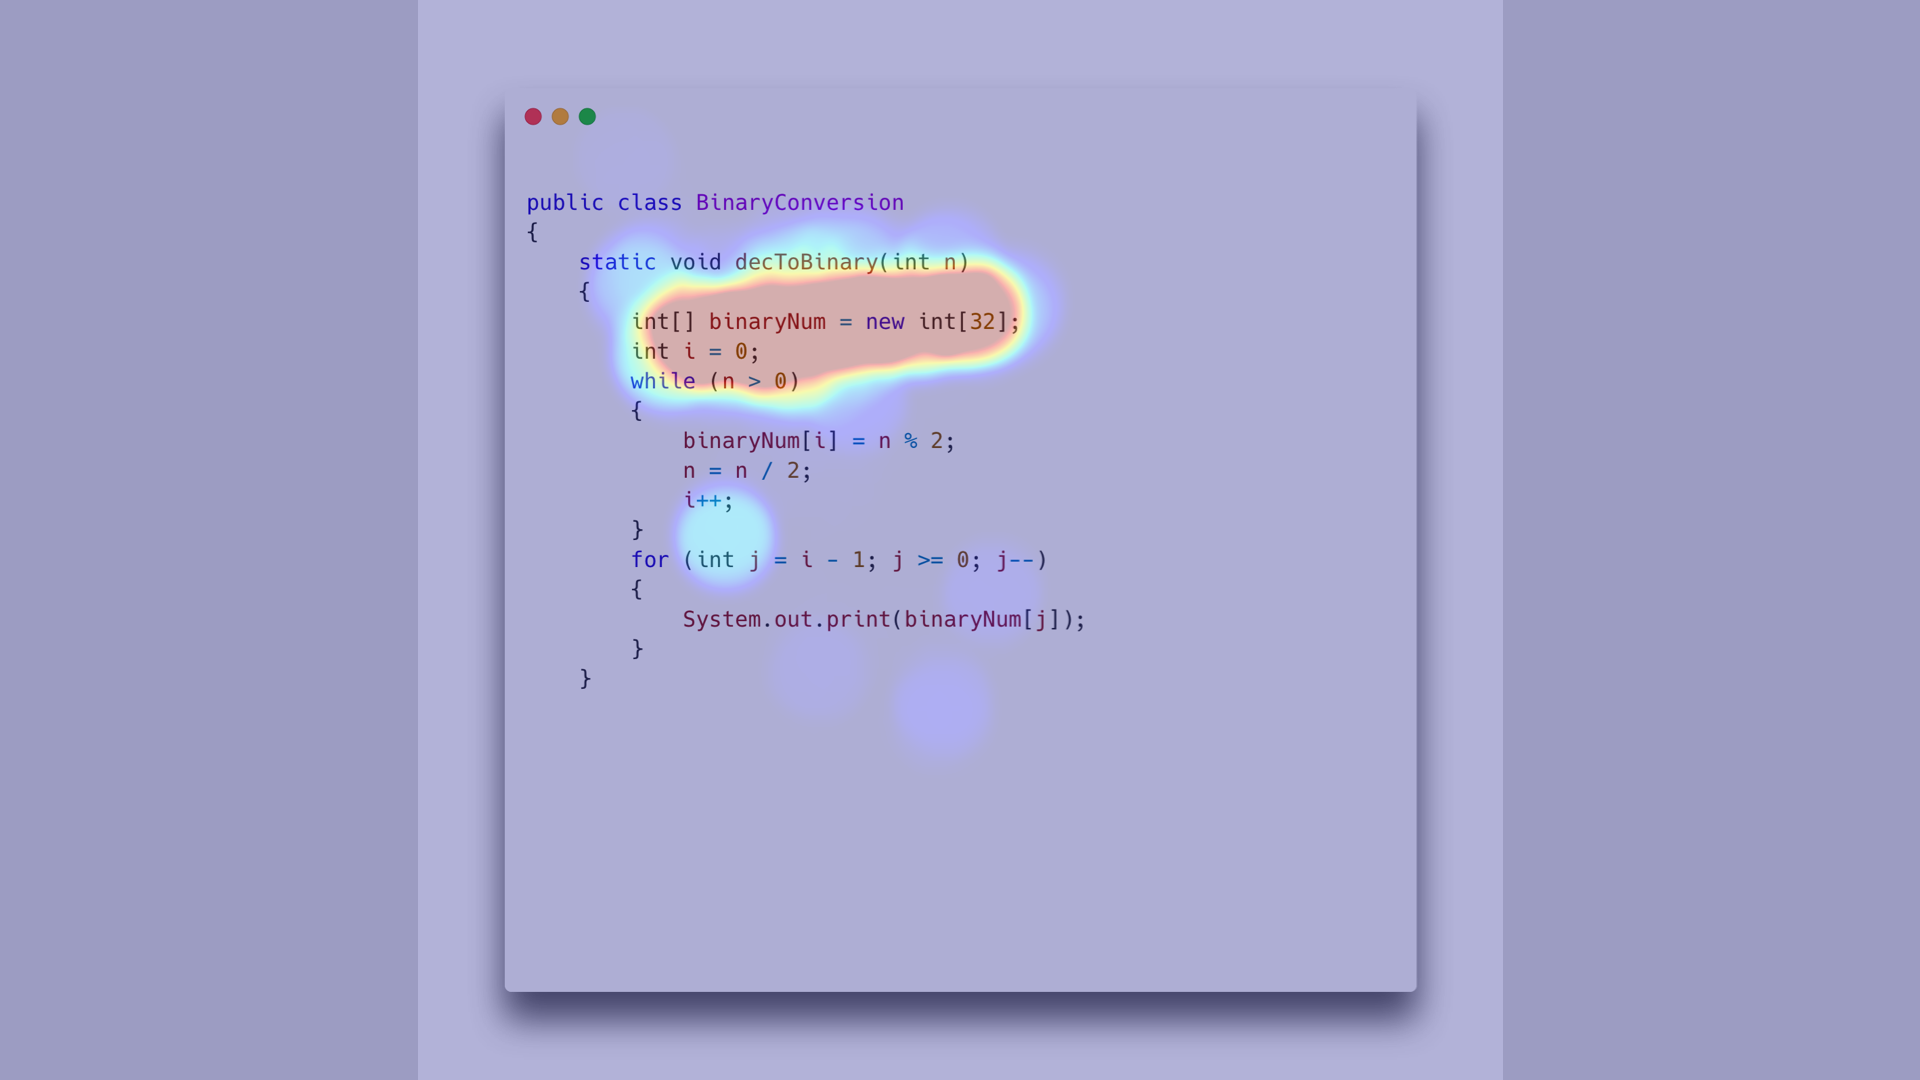 public class BinaryConversion
{
    static void decToBinary(int n)
    {
        int[] binaryNum = new int[32];
        int i = 0;
        while (n > 0)
        {
            binaryNum[i] = n % 2;
            n = n / 2;
            i++;
        }
        for (int j = i - 1; j >= 0; j--)
        {
            System.out.print(binaryNum[j]);
        }
    }